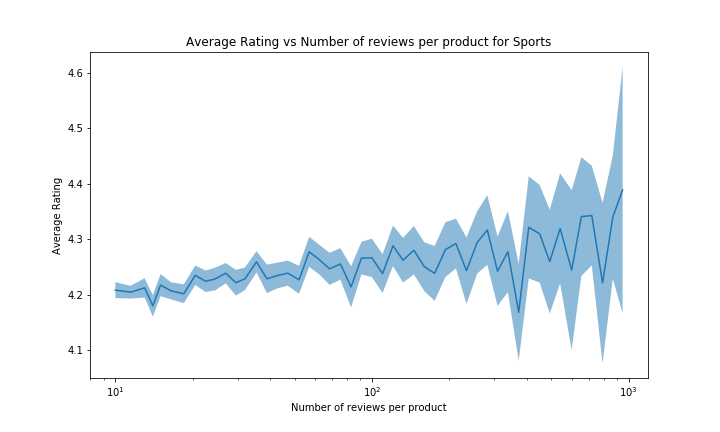 Average Rating vs Number of reviews per product for Sports
4.6
4.5
4.4
4.3
4.2
4.1
Average Rating
10¹ 10² 10³
Number of reviews per product